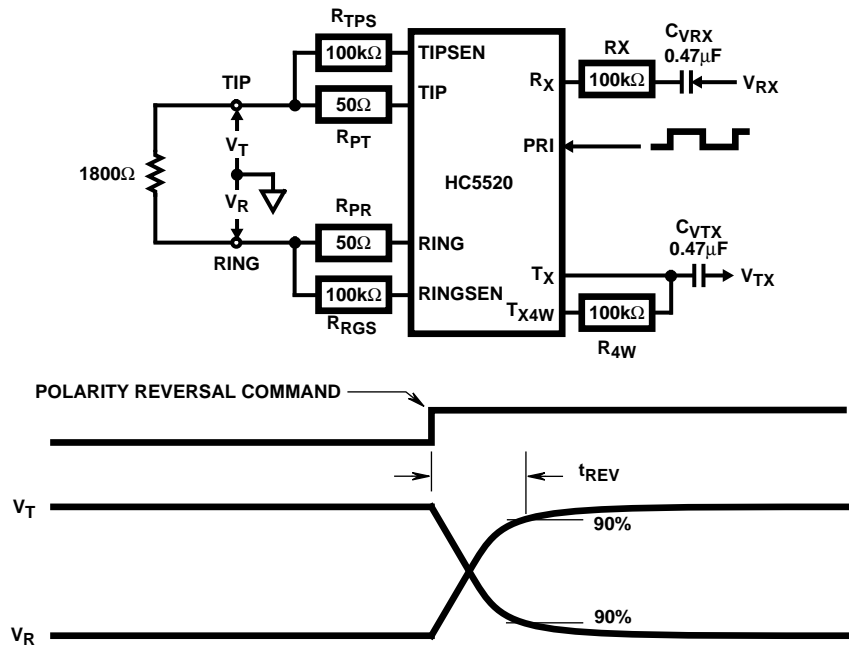 R_TPS
100kΩ
TIPSEN
TIP
50Ω
TIP
R_PT
V_T
1800Ω
V_R
R_PR
50Ω
RING
RING
100kΩ
RINGSEN
R_RGS
HC5520
R_X
RX
100kΩ
C_VRX
0.47μF
V_RX
PRI
T_X
C_VTX
0.47μF
V_TX
T_X4W
100kΩ
R_4W
POLARITY REVERSAL COMMAND
t_REV
V_T
90%
90%
V_R